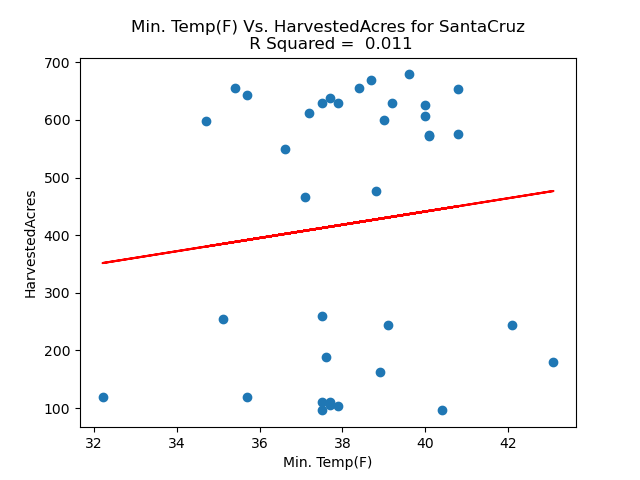 Min. Temp(F) Vs. HarvestedAcres for SantaCruz
R Squared =  0.011
700
600
500
400
300
200
100
HarvestedAcres
32 34 36 38 40 42
Min. Temp(F)